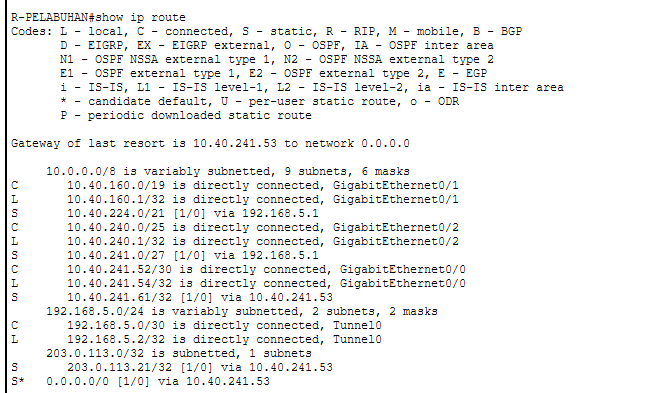 R-PELABUHAN#show ip route
Codes: L - local, C - connected, S - static, R - RIP, M - mobile, B - BGP
D - EIGRP, EX - EIGRP external, O - OSPF, IA - OSPF inter area
N1 - OSPF NSSA external type 1, N2 - OSPF NSSA external type 2
E1 - OSPF external type 1, E2 - OSPF external type 2, E - EGP
i - IS-IS, L1 - IS-IS level-1, L2 - IS-IS level-2, ia - IS-IS inter area
* - candidate default, U - per-user static route, o - ODR
P - periodic downloaded static route
Gateway of last resort is 10.40.241.53 to network 0.0.0.0
10.0.0.0/8 is variably subnetted, 9 subnets, 6 masks
C 10.40.160.0/19 is directly connected, GigabitEthernet0/1
L 10.40.160.1/32 is directly connected, GigabitEthernet0/1
S 10.40.224.0/21 [1/0] via 192.168.5.1
C 10.40.240.0/25 is directly connected, GigabitEthernet0/2
L 10.40.240.1/32 is directly connected, GigabitEthernet0/2
S 10.40.241.0/27 [1/0] via 192.168.5.1
C 10.40.241.52/30 is directly connected, GigabitEthernet0/0
L 10.40.241.54/32 is directly connected, GigabitEthernet0/0
S 10.40.241.61/32 [1/0] via 10.40.241.53
192.168.5.0/24 is variably subnetted, 2 subnets, 2 masks
C 192.168.5.0/30 is directly connected, Tunnel0
L 192.168.5.2/32 is directly connected, Tunnel0
203.0.113.0/32 is subnetted, 1 subnets
S 203.0.113.21/32 [1/0] via 10.40.241.53
S* 0.0.0.0/0 [1/0] via 10.40.241.53